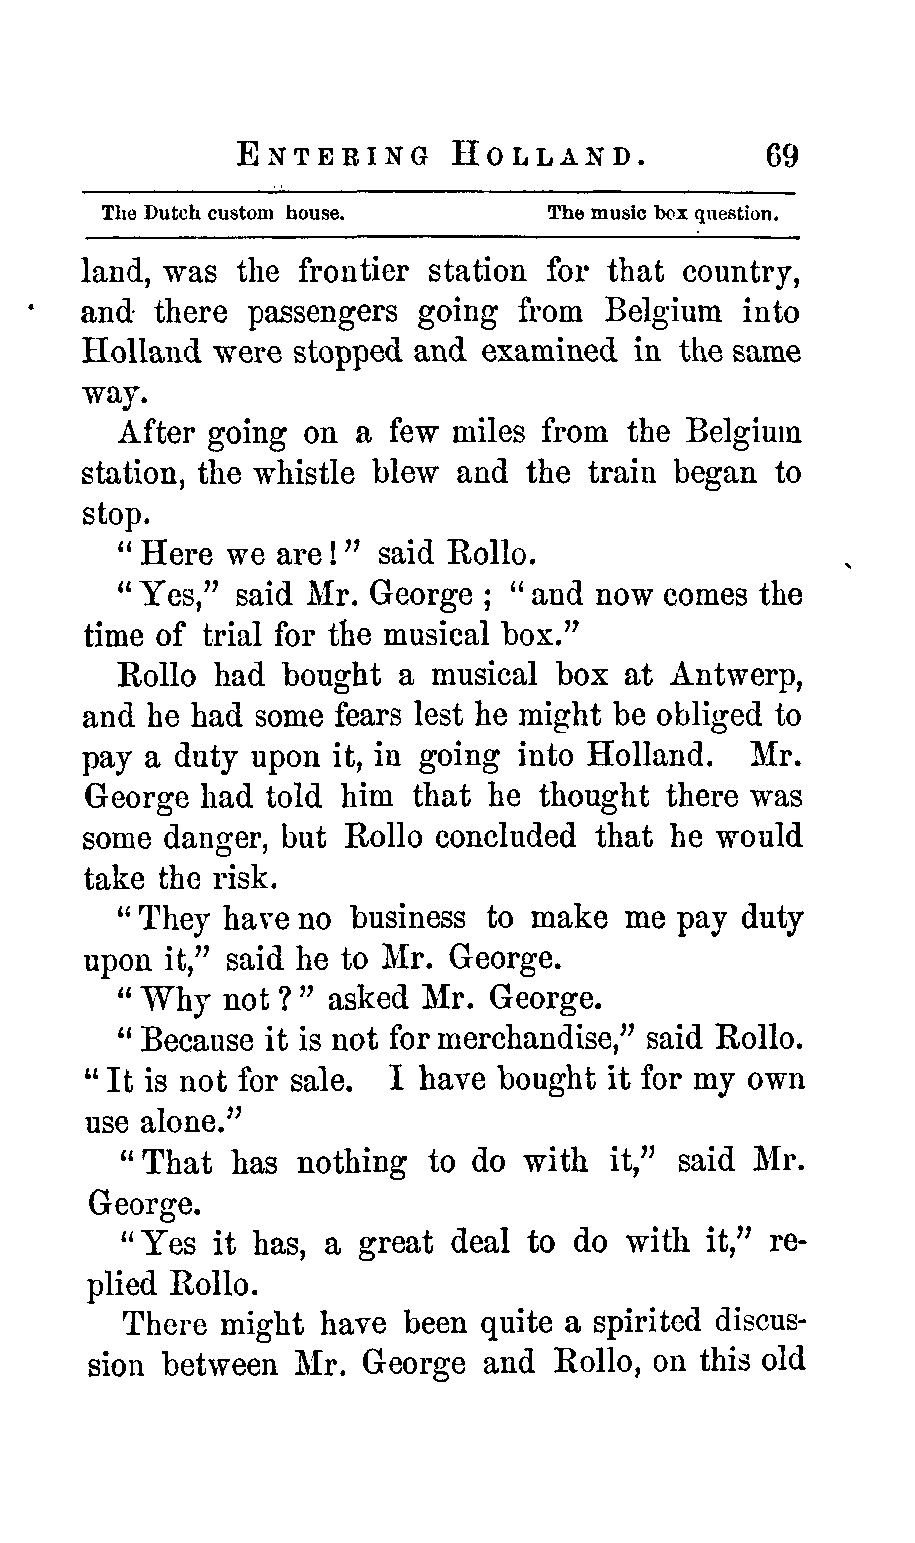 ENTERING HOLLAND. 69
The Dutch custom house. The music box question.
land, was the frontier station for that country,
and there passengers going from Belgium into
Holland were stopped and examined in the same
way.
After going on a few miles from the Belgium
station, the whistle blew and the train began to
stop.
"Here we are!" said Rollo.
"Yes," said Mr. George; "and now comes the
time of trial for the musical box."
Rollo had bought a musical box at Antwerp,
and he had some fears lest he might be obliged to
pay a duty upon it, in going into Holland. Mr.
George had told him that he thought there was
some danger, but Rollo concluded that he would
take the risk.
"They have no business to make me pay duty
upon it," said he to Mr. George.
"Why not?" asked Mr. George.
"Because it is not for merchandise," said Rollo.
"It is not for sale. I have bought it for my own
use alone."
"That has nothing to do with it," said Mr.
George.
"Yes it has, a great deal to do with it," re-
plied Rollo.
There might have been quite a spirited discus-
sion between Mr. George and Rollo, on this old